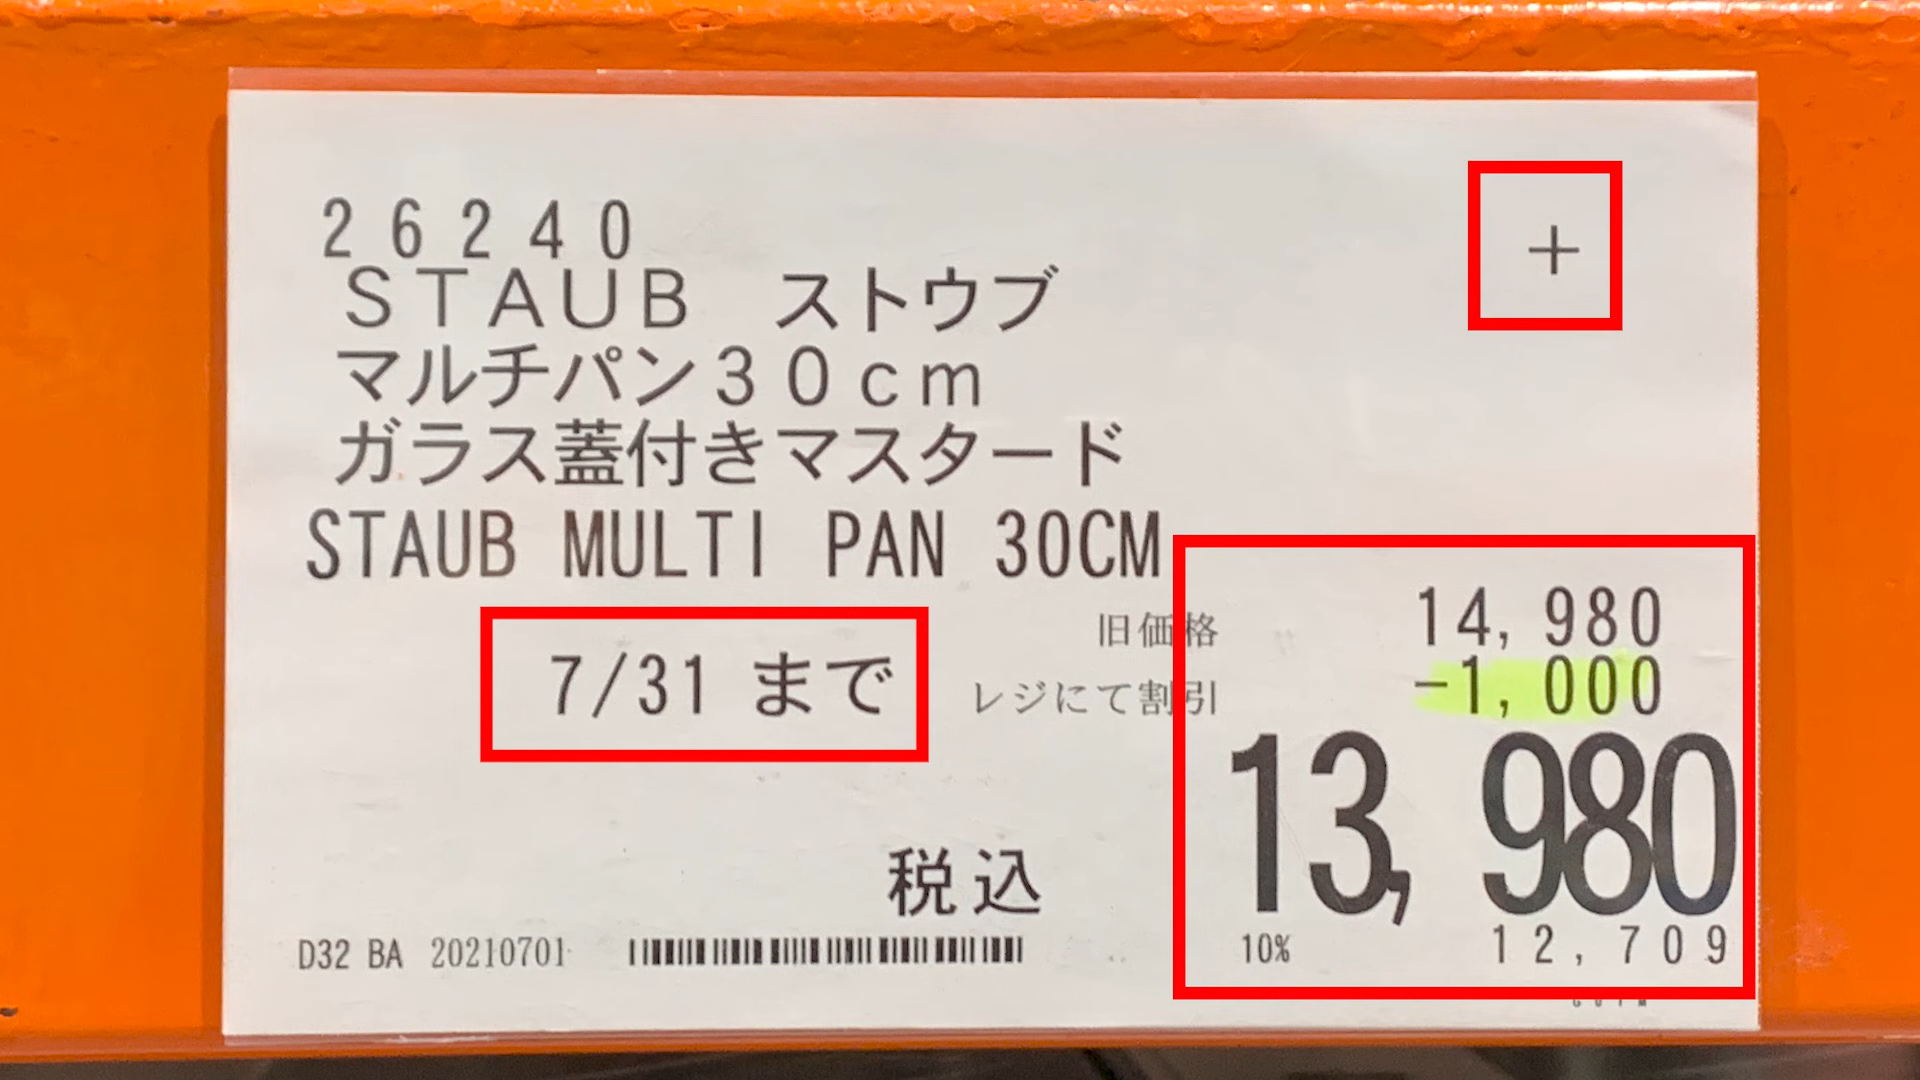 26240
+
STAUB ストウブ
マルチパン30cm
ガラス蓋付きマスタード
STAUB MULTI PAN 30CM
旧価格 14,980
7/31 まで レジにて割引 -1,000
13,980
税込
10% 12,709
D32 BA 20210701